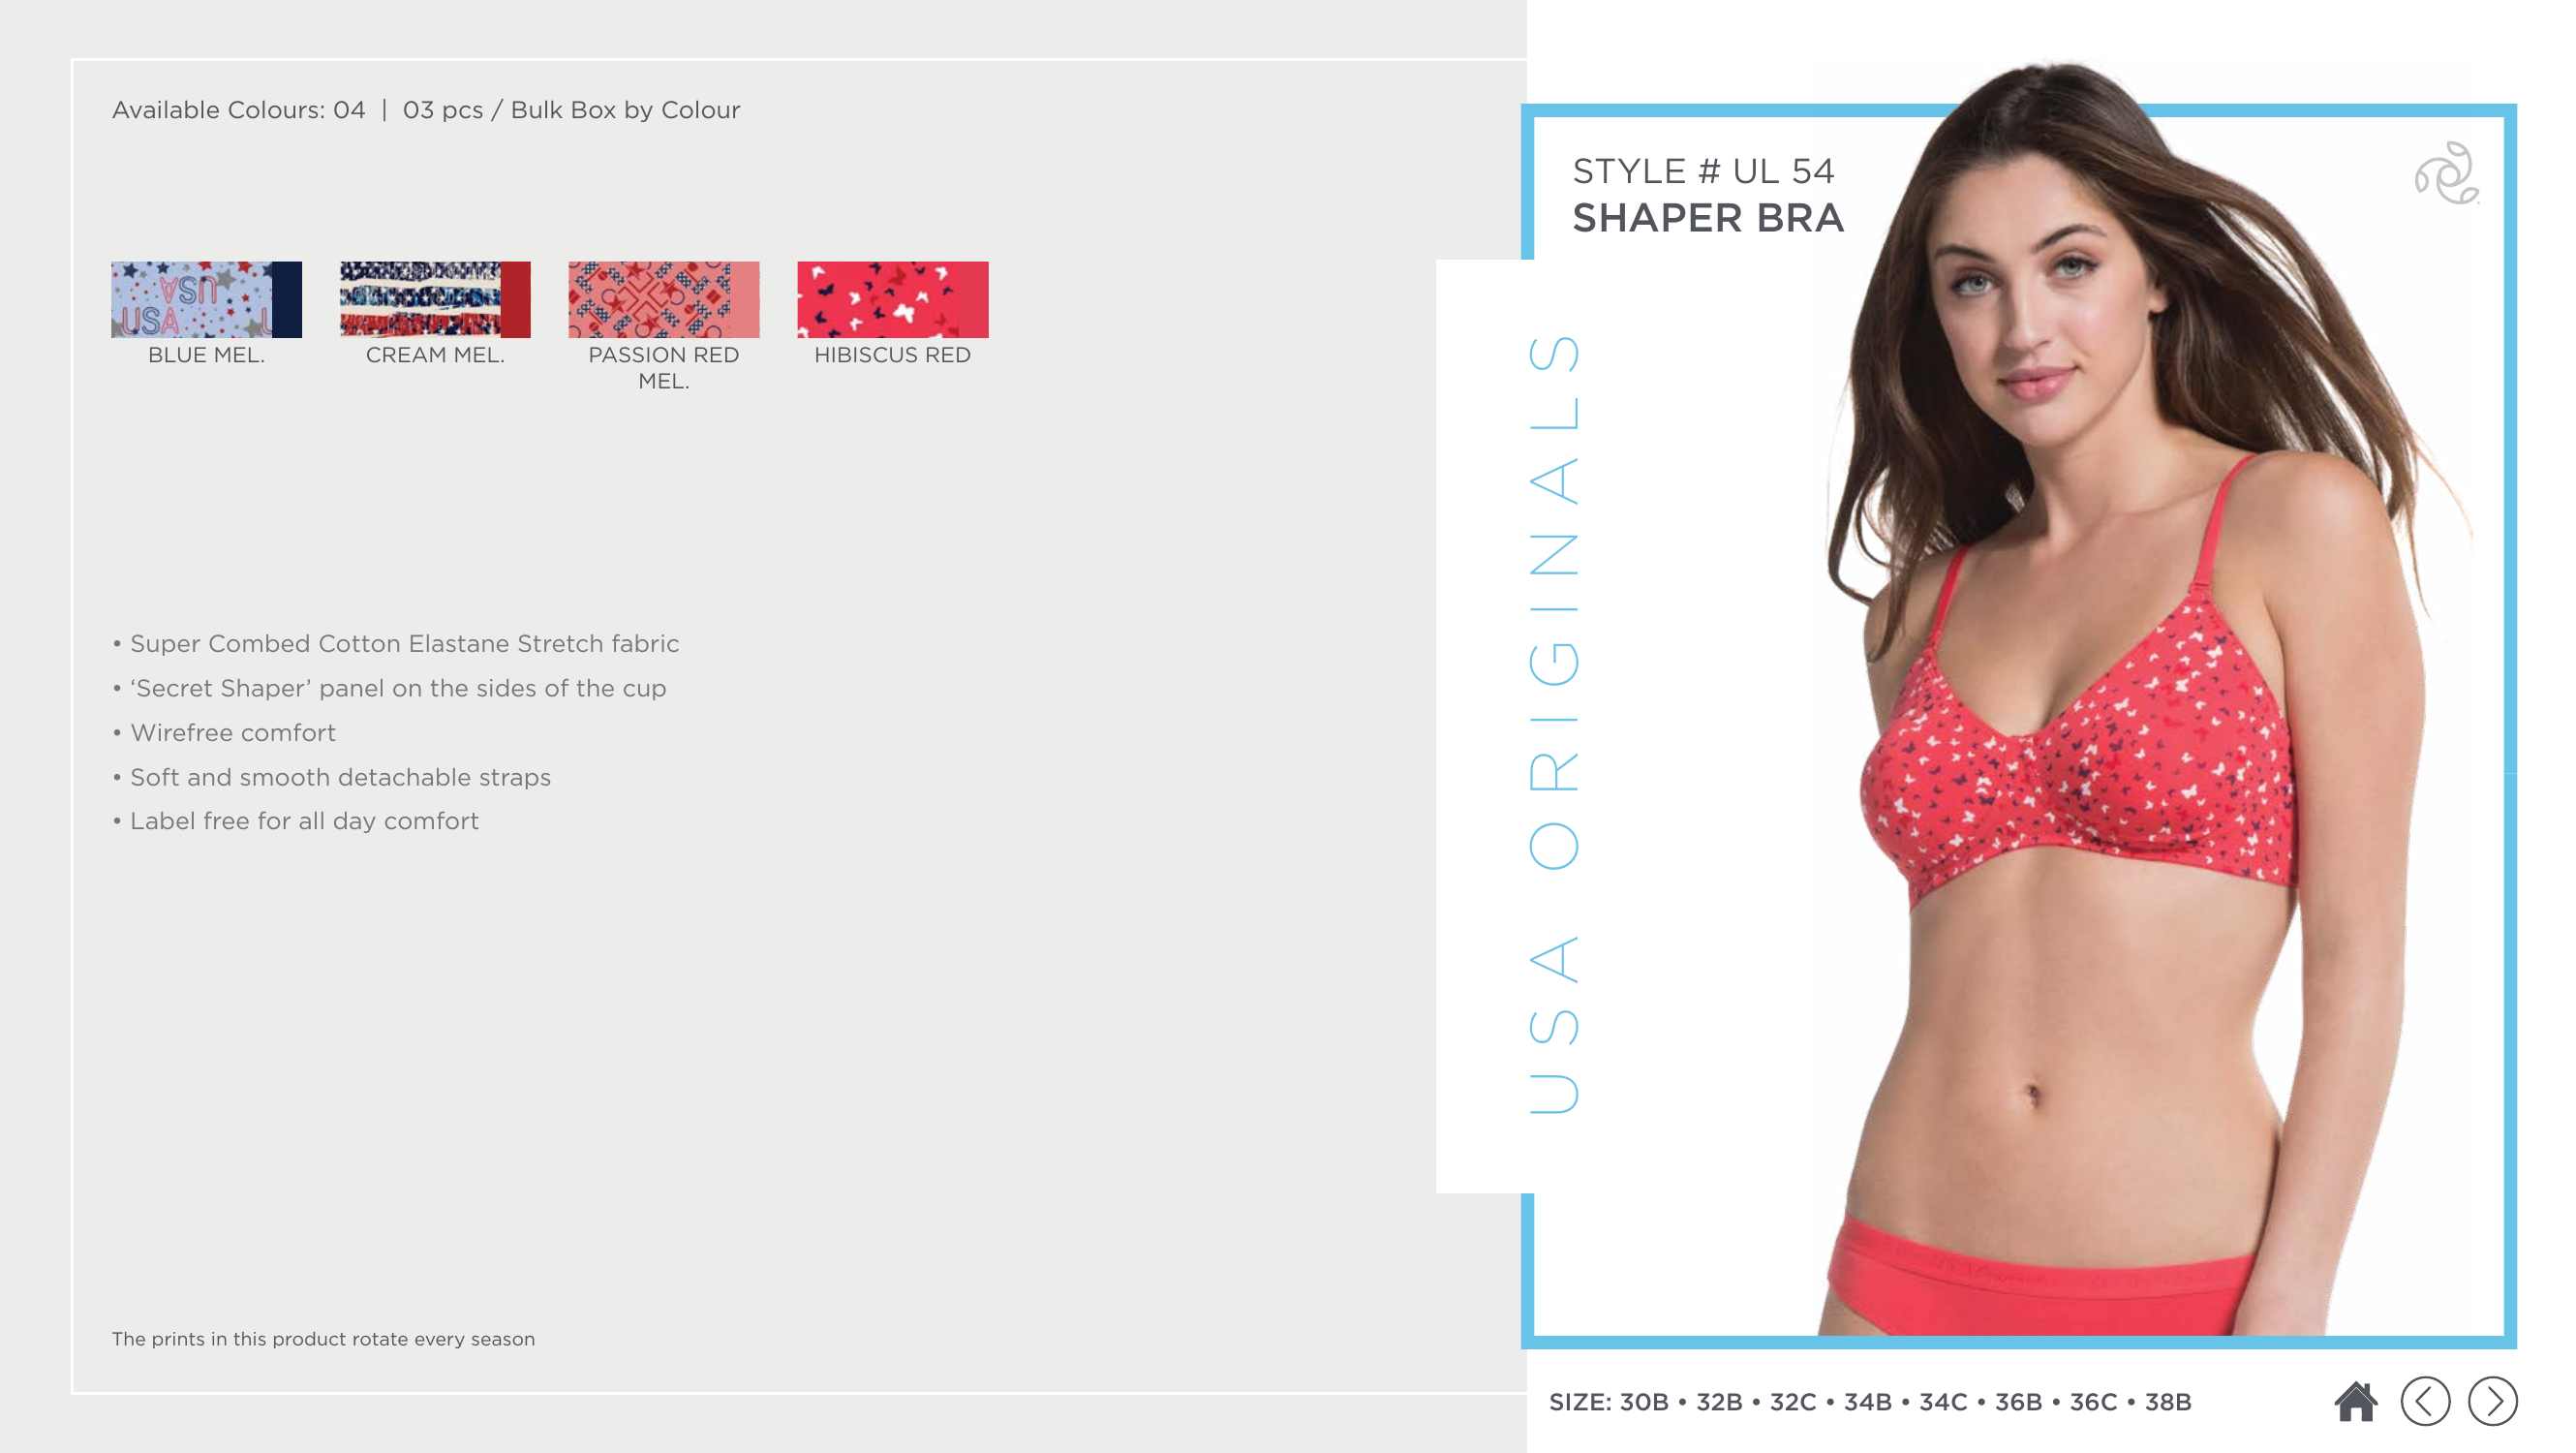 Available Colours: 04 | 03 pcs / Bulk Box by Colour
USA
USA
BLUE MEL.
CREAM MEL.
PASSION RED
MEL.
HIBISCUS RED
• Super Combed Cotton Elastane Stretch fabric
• ‘Secret Shaper’ panel on the sides of the cup
• Wirefree comfort
• Soft and smooth detachable straps
• Label free for all day comfort
The prints in this product rotate every season
STYLE # UL 54
SHAPER BRA
USA ORIGINALS
SIZE: 30B • 32B • 32C • 34B • 34C • 36B • 36C • 38B